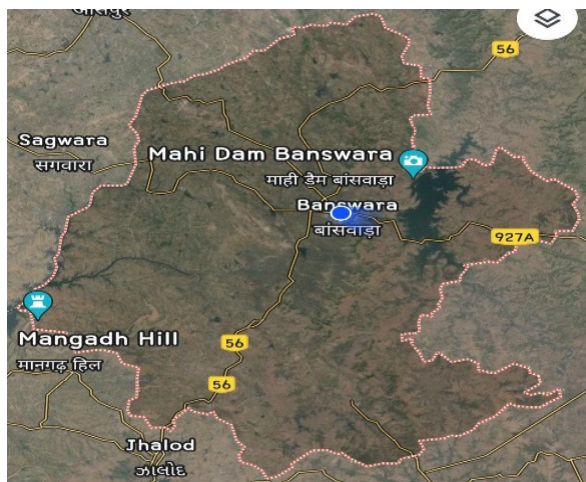 56
Sagwara
सगवारा
Mahi Dam Banswara
माही डैम बांसवाड़ा
Banswara
बांसवाड़ा
927A
Mangadh Hill
मानगढ़ हिल
56
56
Jhalod
ઝાલોદ